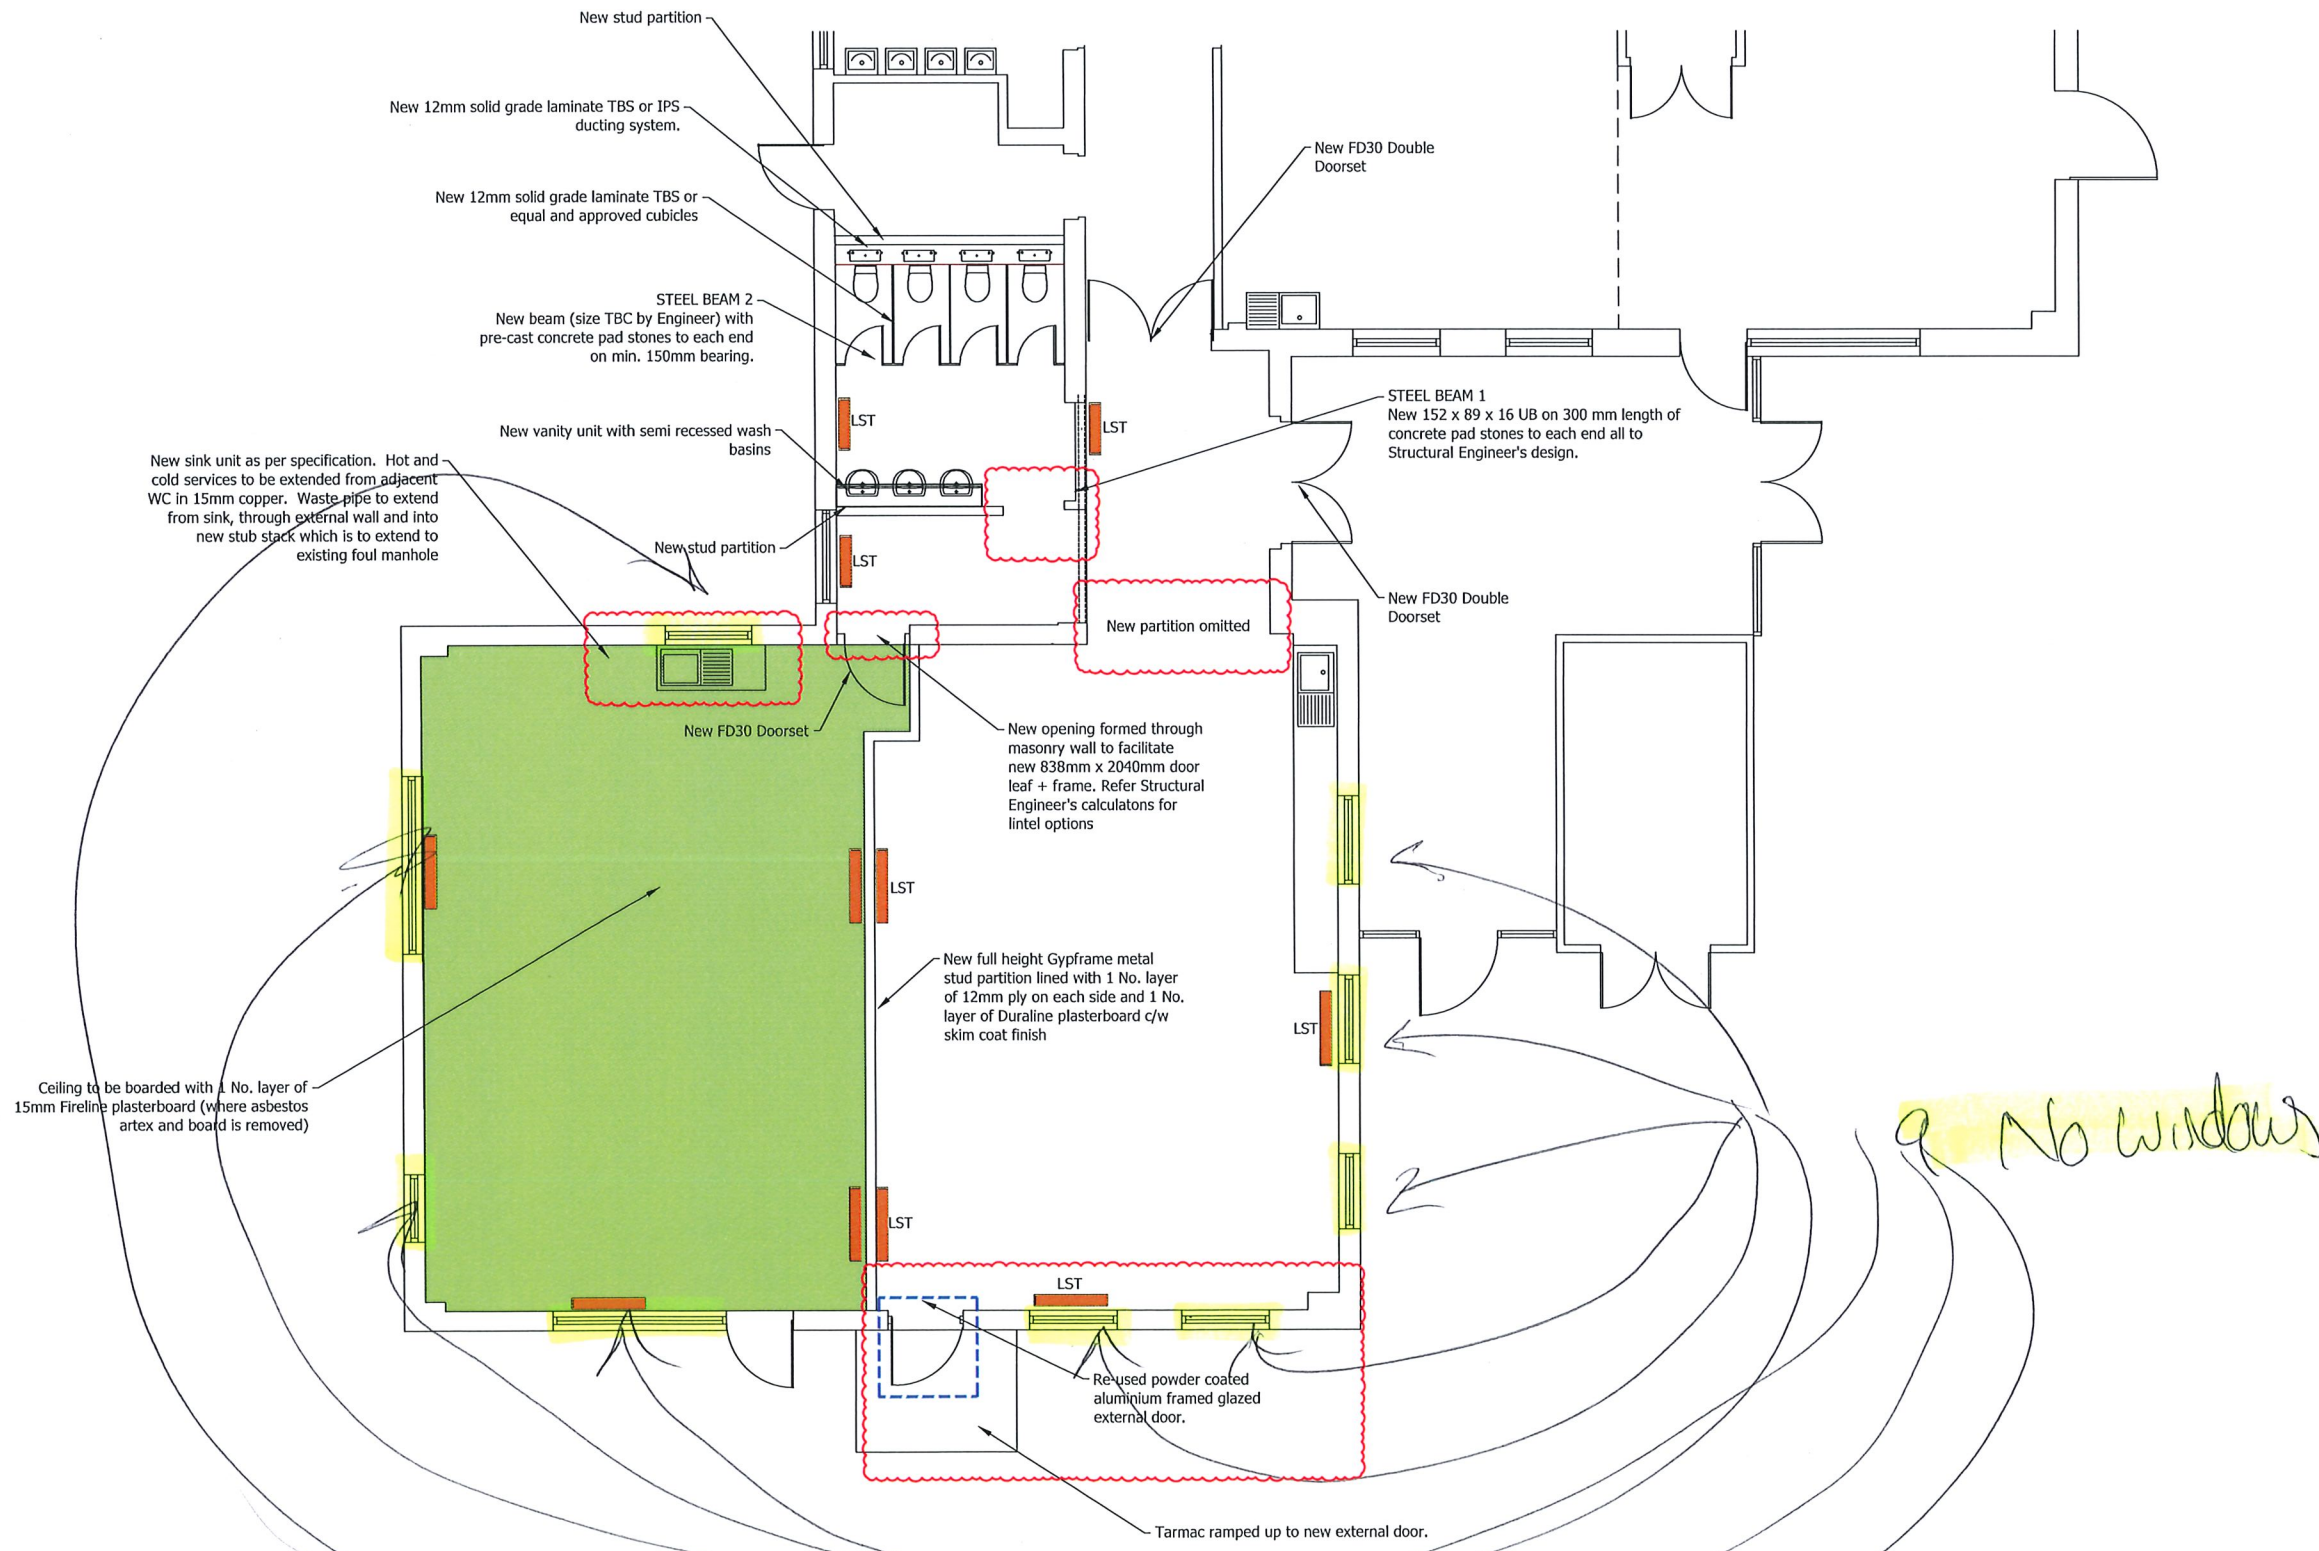 New stud partition
New 12mm solid grade laminate TBS or IPS
ducting system.
New FD30 Double
Doorset
New 12mm solid grade laminate TBS or
equal and approved cubicles
STEEL BEAM 2
New beam (size TBC by Engineer) with
pre-cast concrete pad stones to each end
on min. 150mm bearing.
STEEL BEAM 1
New 152 x 89 x 16 UB on 300 mm length of
concrete pad stones to each end all to
Structural Engineer's design.
LST
LST
New vanity unit with semi recessed wash
basins
New sink unit as per specification. Hot and
cold services to be extended from adjacent
WC in 15mm copper. Waste pipe to extend
from sink, through external wall and into
new stub stack which is to extend to
existing foul manhole
New stud partition
LST
New FD30 Double
Doorset
New partition omitted
New FD30 Doorset
New opening formed through
masonry wall to facilitate
new 838mm x 2040mm door
leaf + frame. Refer Structural
Engineer's calculatons for
lintel options
LST
New full height Gypframe metal
stud partition lined with 1 No. layer
of 12mm ply on each side and 1 No.
layer of Duraline plasterboard c/w
skim coat finish
LST
Ceiling to be boarded with 1 No. layer of
15mm Fireline plasterboard (where asbestos
artex and board is removed)
9 No windows
LST
LST
Re-used powder coated
aluminium framed glazed
external door.
Tarmac ramped up to new external door.